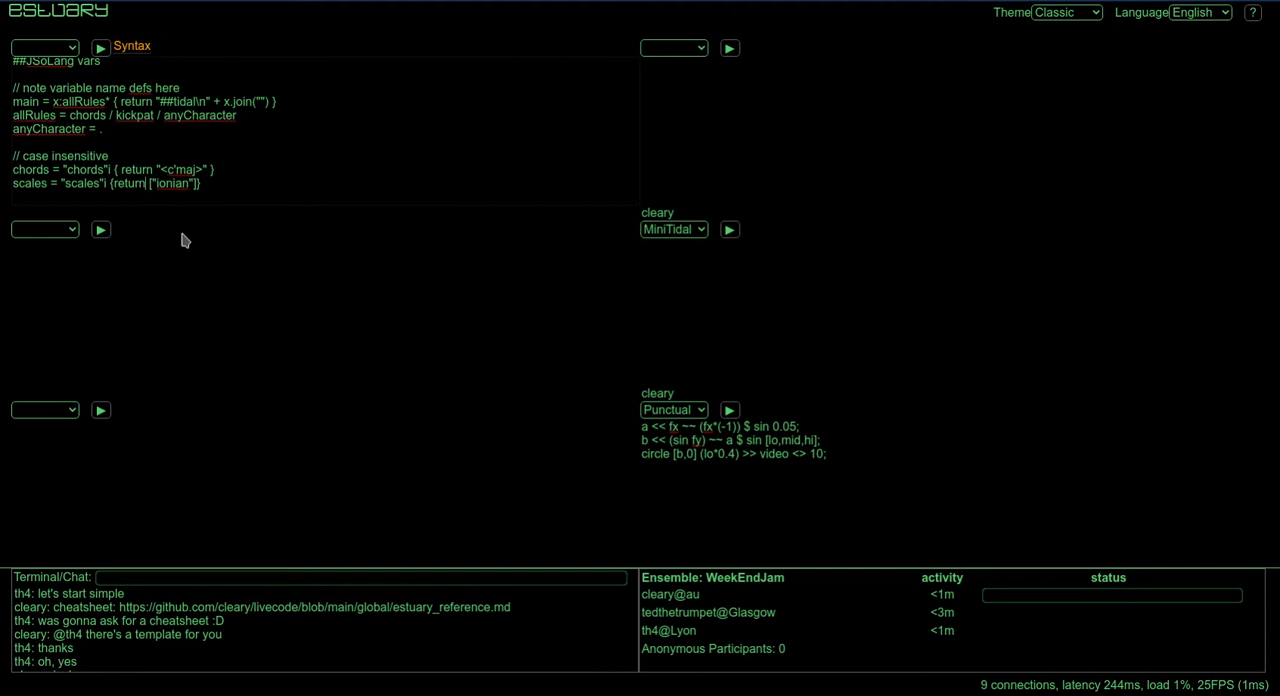 estuary
Theme Classic Language English ?
Syntax
##JSoLang vars
// note variable name defs here
main = x:allRules* { return "##tidal\n" + x.join("") }
allRules = chords / kickpat / anyCharacter
anyCharacter = .
// case insensitive
chords = "chords"i { return "<c'maj>" }
scales = "scales"i {return ["ionian"]}
cleary
MiniTidal
cleary
Punctual
a << fx ~~ (fx*(-1)) $ sin 0.05;
b << (sin fy) ~~ a $ sin [lo,mid,hi];
circle [b,0] (lo*0.4) >> video <> 10;
Terminal/Chat:
th4: let's start simple
cleary: cheatsheet: https://github.com/cleary/livecode/blob/main/global/estuary_reference.md
th4: was gonna ask for a cheatsheet :D
cleary: @th4 there's a template for you
th4: thanks
th4: oh, yes
Ensemble: WeekEndJam activity status
cleary@au <1m
tedthetrumpet@Glasgow <3m
th4@Lyon <1m
Anonymous Participants: 0
9 connections, latency 244ms, load 1%, 25FPS (1ms)